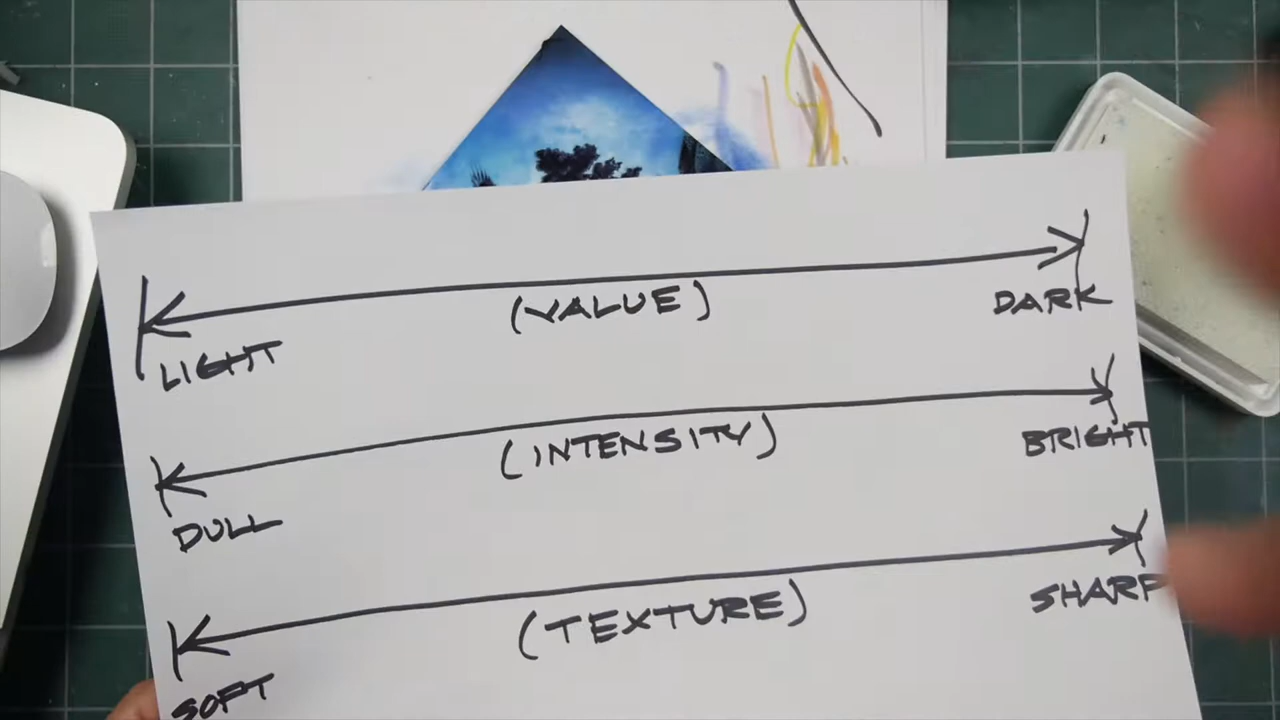 (VALUE)
LIGHT
DARK
(INTENSITY)
DULL
BRIGHT
(TEXTURE)
SOFT
SHARP